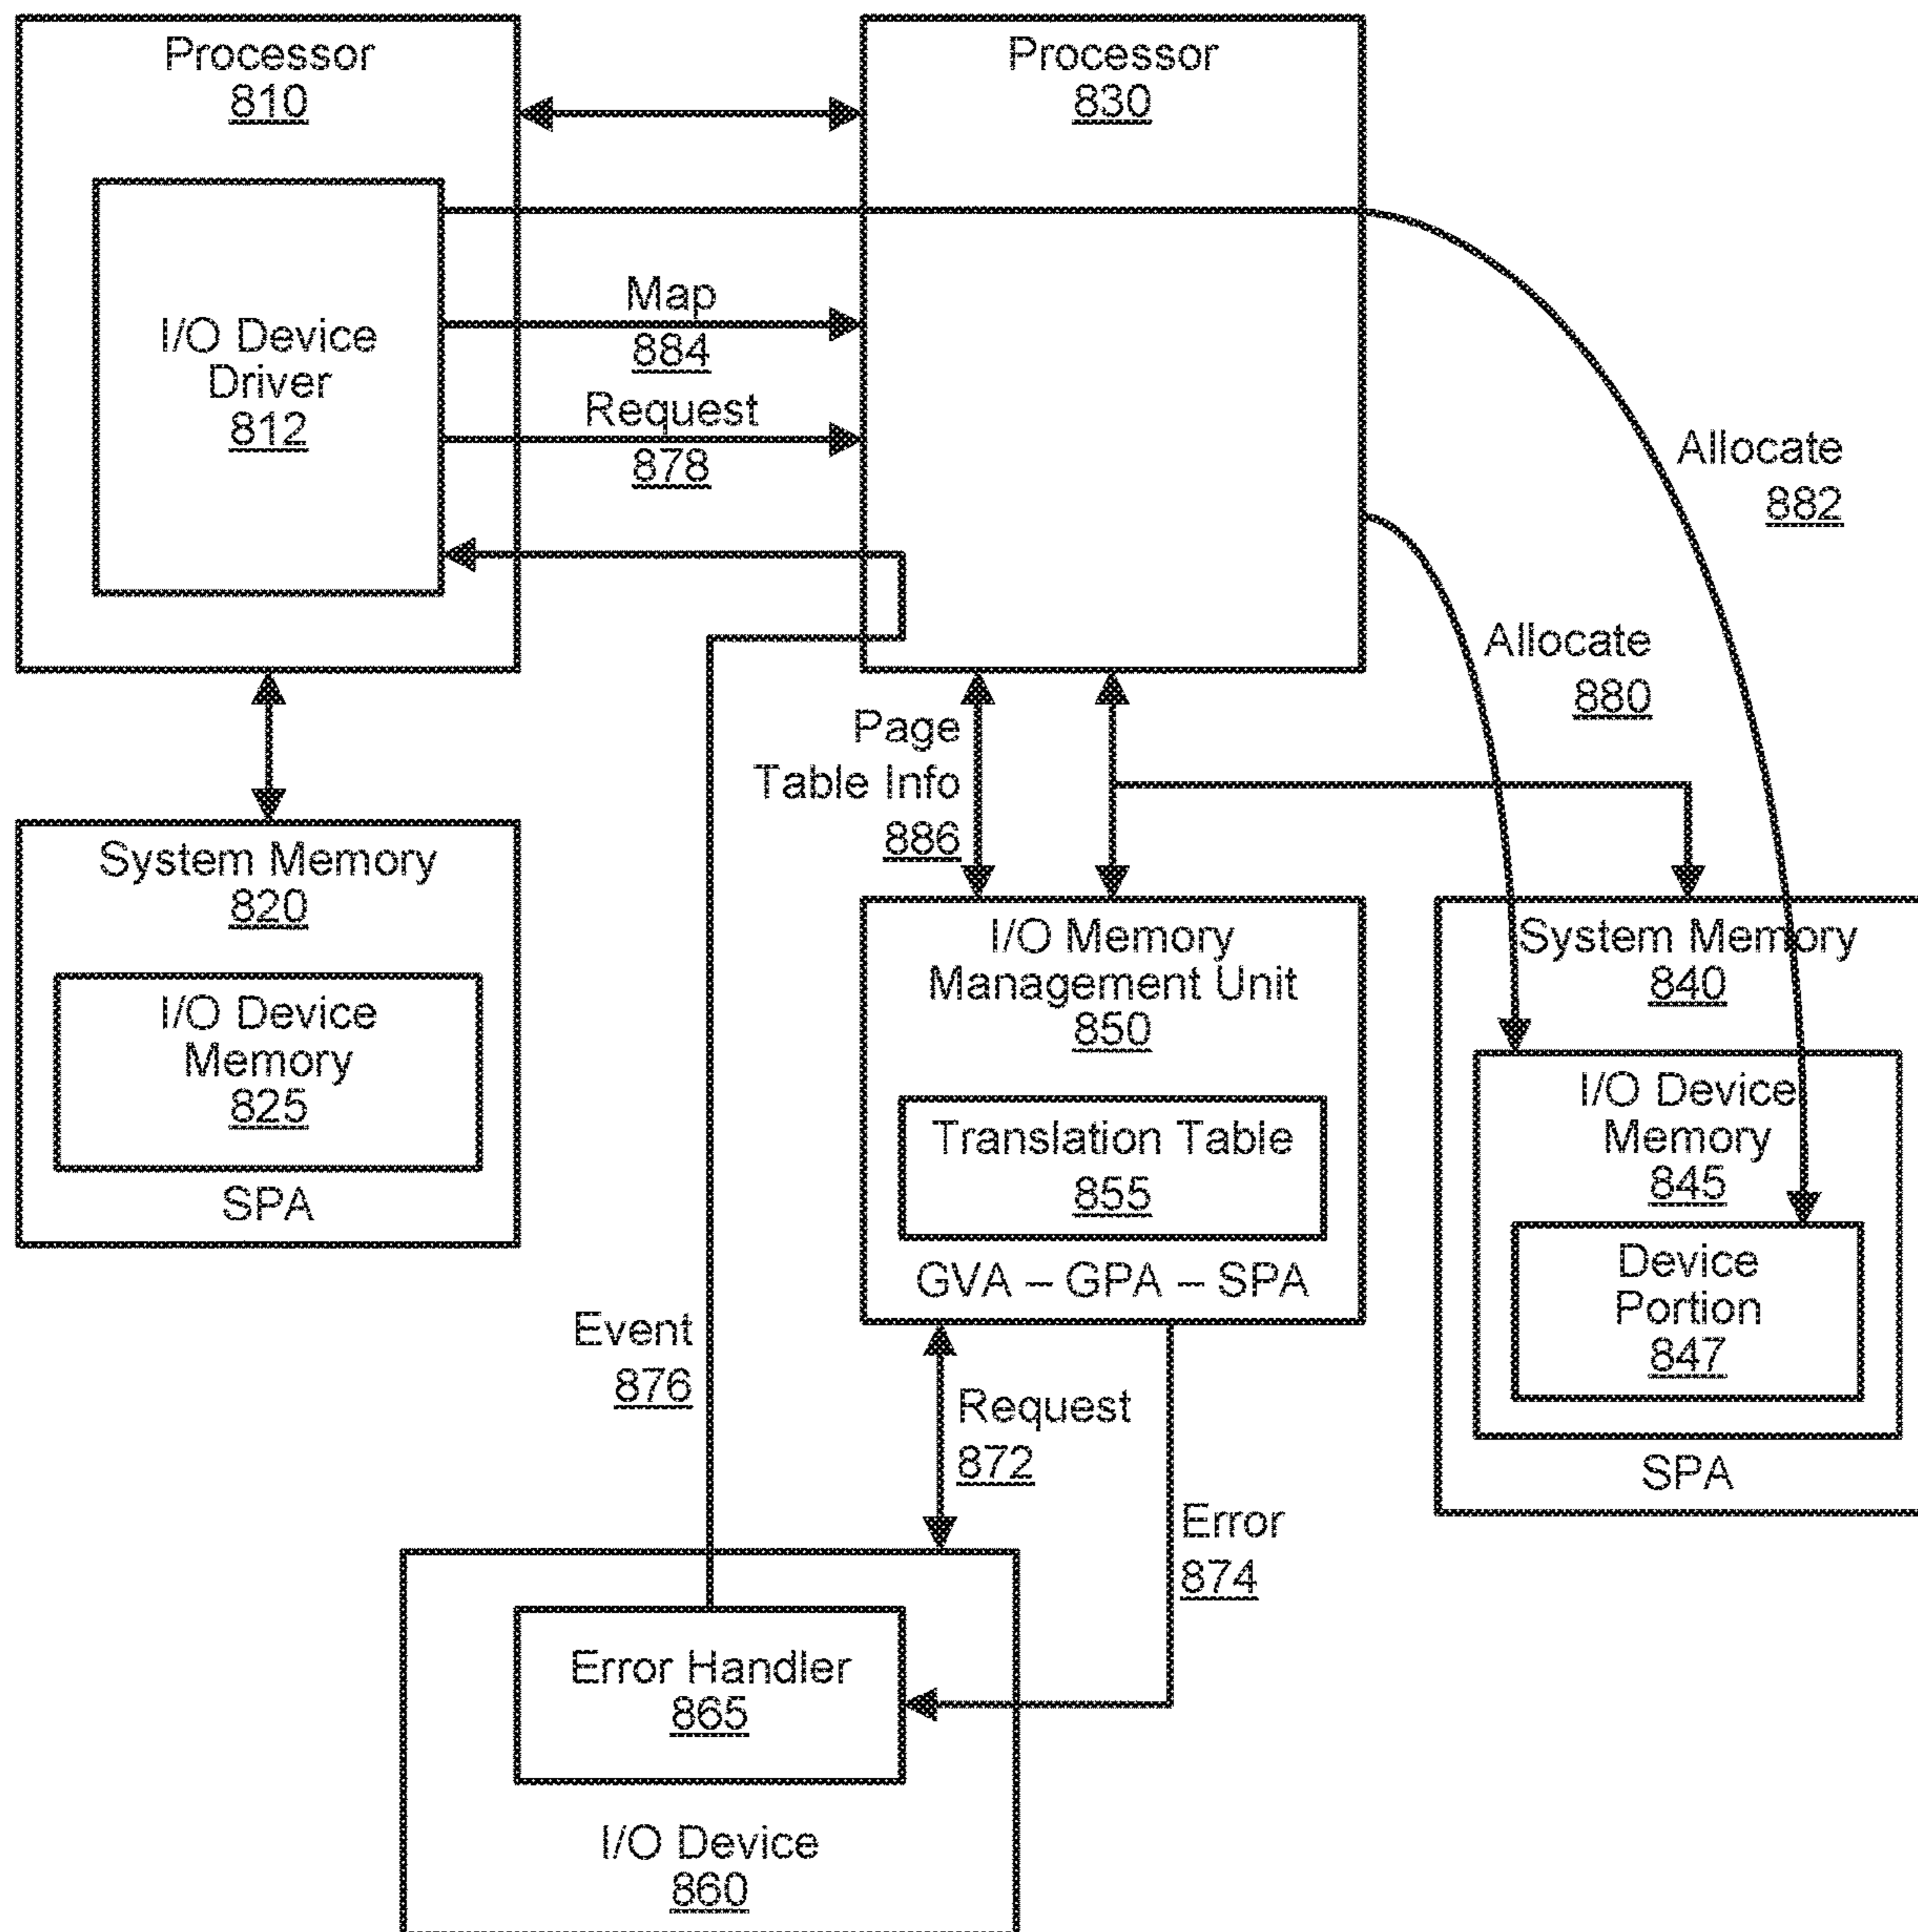 Processor
810
Processor
830
I/O Device
Driver
812
Map
884
Request
878
Allocate
882
Allocate
880
Page
Table Info
886
System Memory
820
I/O Device
Memory
825
SPA
I/O Memory
Management Unit
850
Translation Table
855
GVA – GPA – SPA
System Memory
840
I/O Device
Memory
845
Device
Portion
847
SPA
Event
876
Request
872
Error
874
Error Handler
865
I/O Device
860